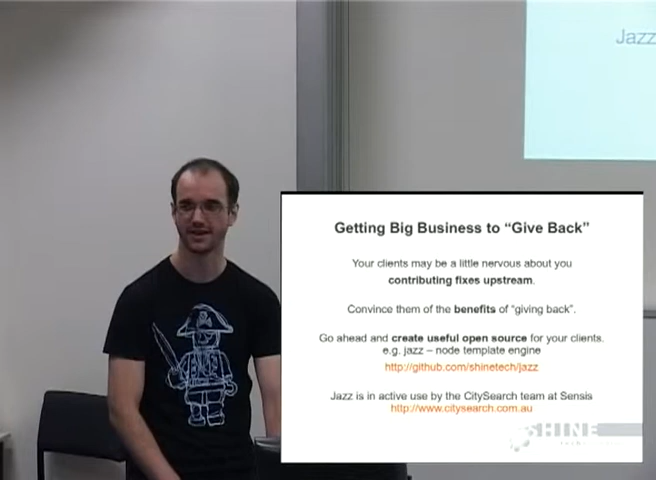 Jazz
Getting Big Business to “Give Back”
Your clients may be a little nervous about you
contributing fixes upstream.
Convince them of the benefits of “giving back”.
Go ahead and create useful open source for your clients.
e.g. jazz – node template engine
http://github.com/shinetech/jazz
Jazz is in active use by the CitySearch team at Sensis
http://www.citysearch.com.au
SHINE